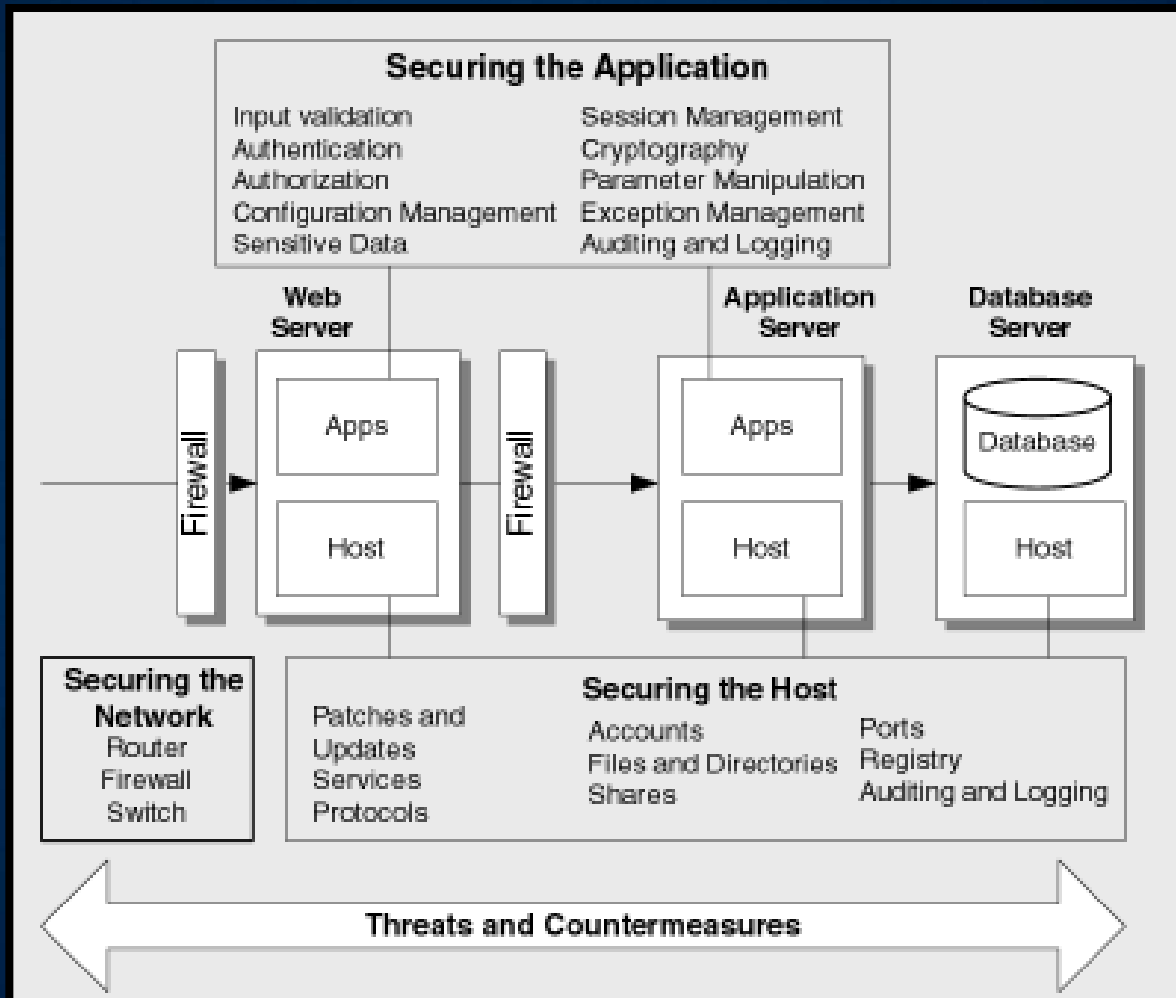 Securing the Application
Input validation
Authentication
Authorization
Configuration Management
Sensitive Data
Session Management
Cryptography
Parameter Manipulation
Exception Management
Auditing and Logging
Web
Server
Application
Server
Database
Server
Firewall
Apps
Host
Firewall
Apps
Host
Database
Host
Securing the
Network
Router
Firewall
Switch
Securing the Host
Patches and
Updates
Services
Protocols
Accounts
Files and Directories
Shares
Ports
Registry
Auditing and Logging
Threats and Countermeasures